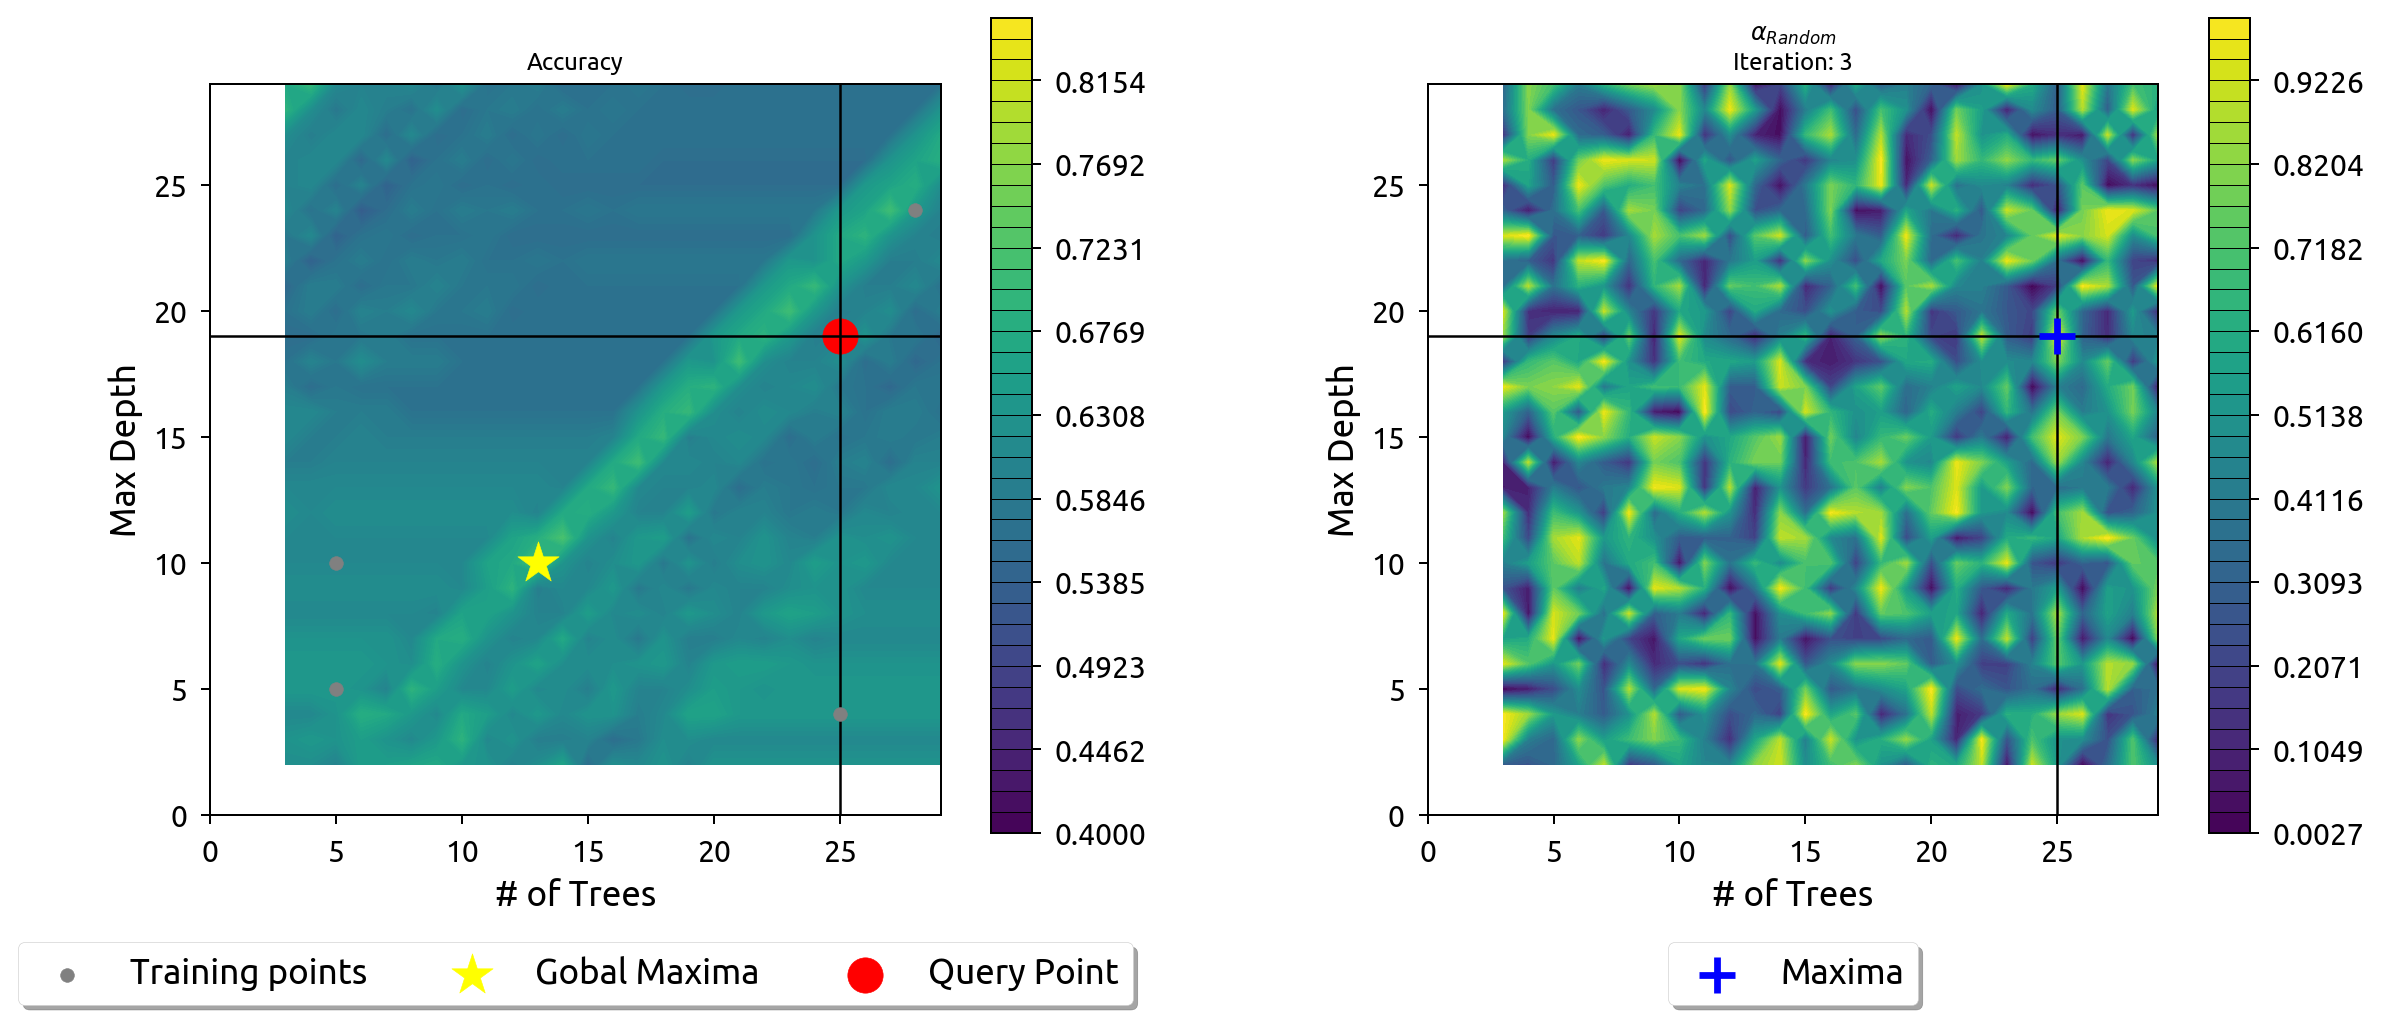 Accuracy
Max Depth
25
20
15
10
5
0
0 5 10 15 20 25
# of Trees
0.8154
0.7692
0.7231
0.6769
0.6308
0.5846
0.5385
0.4923
0.4462
0.4000
Training points Gobal Maxima Query Point
α_Random
Iteration: 3
Max Depth
25
20
15
10
5
0
0 5 10 15 20 25
# of Trees
0.9226
0.8204
0.7182
0.6160
0.5138
0.4116
0.3093
0.2071
0.1049
0.0027
Maxima